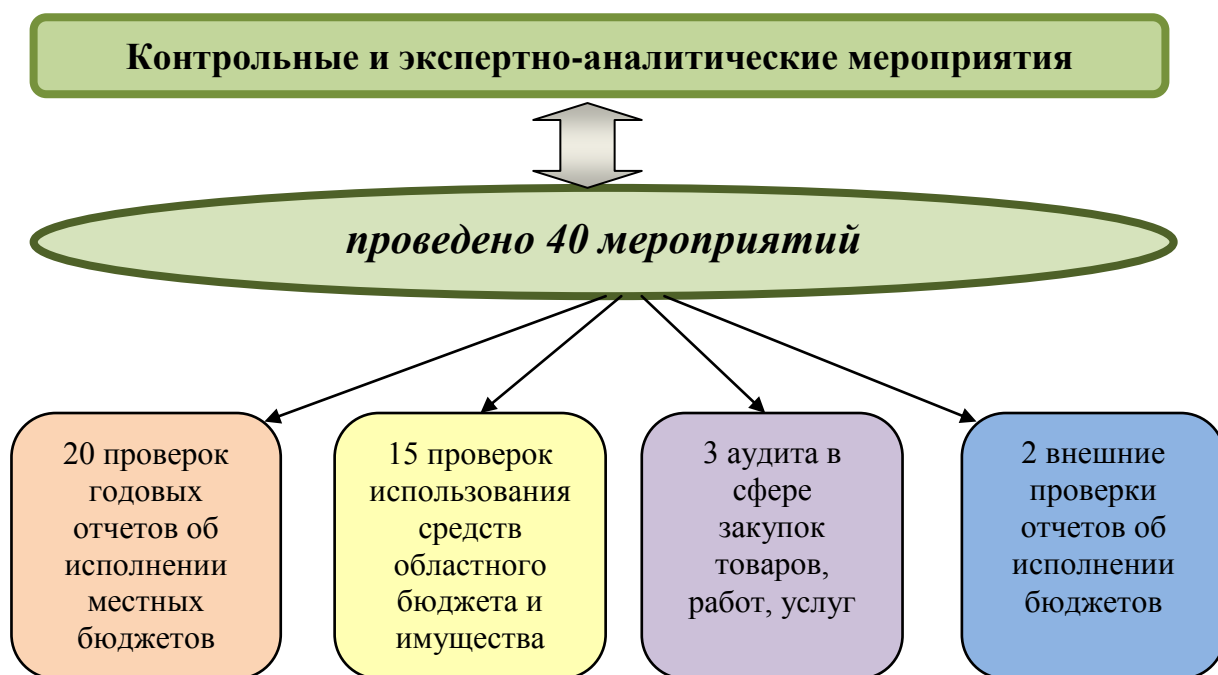 Контрольные и экспертно-аналитические мероприятия
проведено 40 мероприятий
20 проверок
годовых
отчетов об
исполнении
местных
бюджетов
15 проверок
использования
средств
областного
бюджета и
имущества
3 аудита в
сфере
закупок
товаров,
работ, услуг
2 внешние
проверки
отчетов об
исполнении
бюджетов